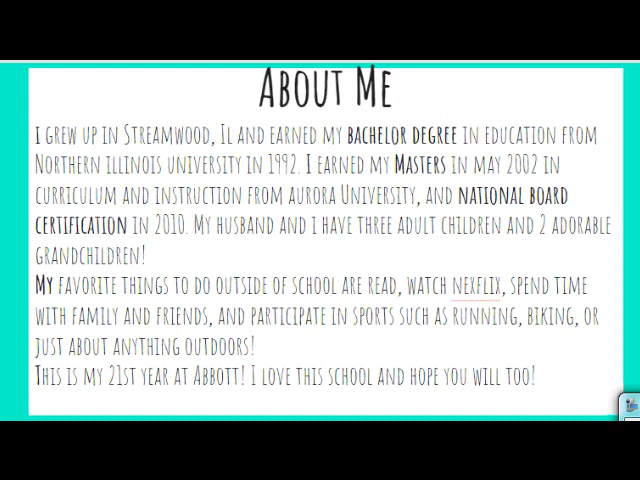 About Me
I grew up in Streamwood, Il and earned my bachelor degree in education from
Northern illinois university in 1992. I earned my Masters in may 2002 in
curriculum and instruction from aurora University, and national board
certification in 2010. My husband and i have three adult children and 2 adorable
grandchildren!
My favorite things to do outside of school are read, watch nexflix, spend time
with family and friends, and participate in sports such as running, biking, or
just about anything outdoors!
This is my 21st year at Abbott! I love this school and hope you will too!